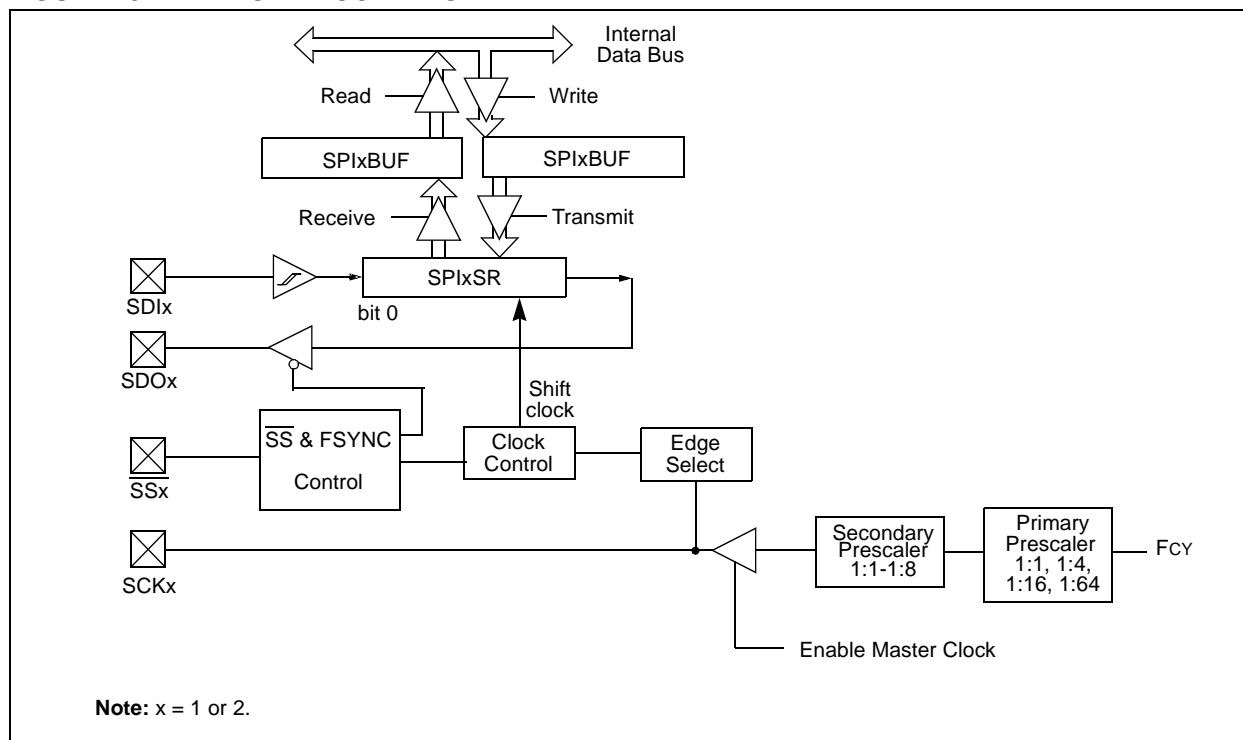 Internal
Data Bus
Read
Write
SPIxBUF
SPIxBUF
Receive
Transmit
SDIx
SPIxSR
bit 0
SDOx
Shift
clock
SS & FSYNC
Control
Clock
Control
Edge
Select
SSx
Secondary
Prescaler
1:1-1:8
Primary
Prescaler
1:1, 1:4,
1:16, 1:64
FCY
SCKx
Enable Master Clock
Note: x = 1 or 2.